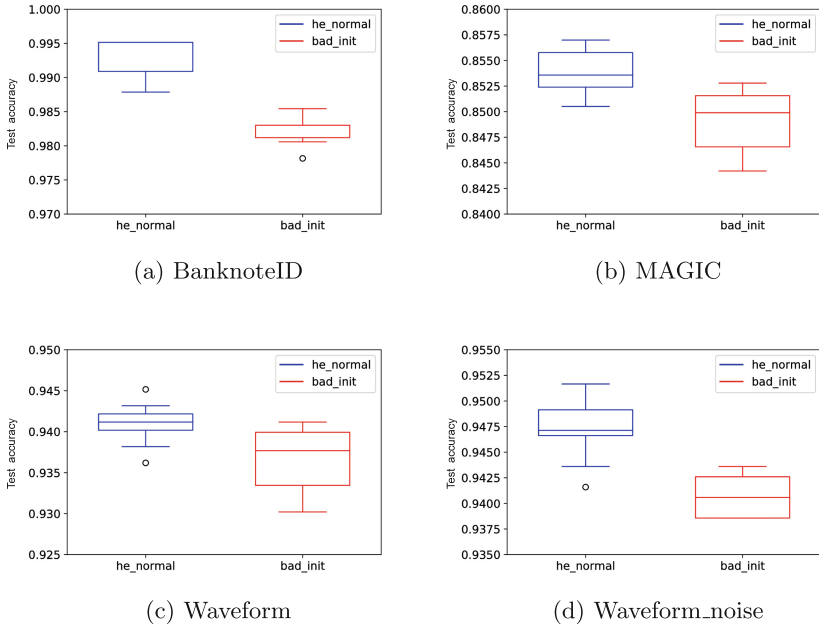 1.000
0.995
0.990
0.985
0.980
0.975
0.970
Test accuracy
he_normal
bad_init
he_normal
bad_init
(a) BanknoteID
0.8600
0.8575
0.8550
0.8525
0.8500
0.8475
0.8450
0.8425
0.8400
Test accuracy
he_normal
bad_init
he_normal
bad_init
(b) MAGIC
0.950
0.945
0.940
0.935
0.930
0.925
Test accuracy
he_normal
bad_init
he_normal
bad_init
(c) Waveform
0.9550
0.9525
0.9500
0.9475
0.9450
0.9425
0.9400
0.9375
0.9350
Test accuracy
he_normal
bad_init
he_normal
bad_init
(d) Waveform_noise